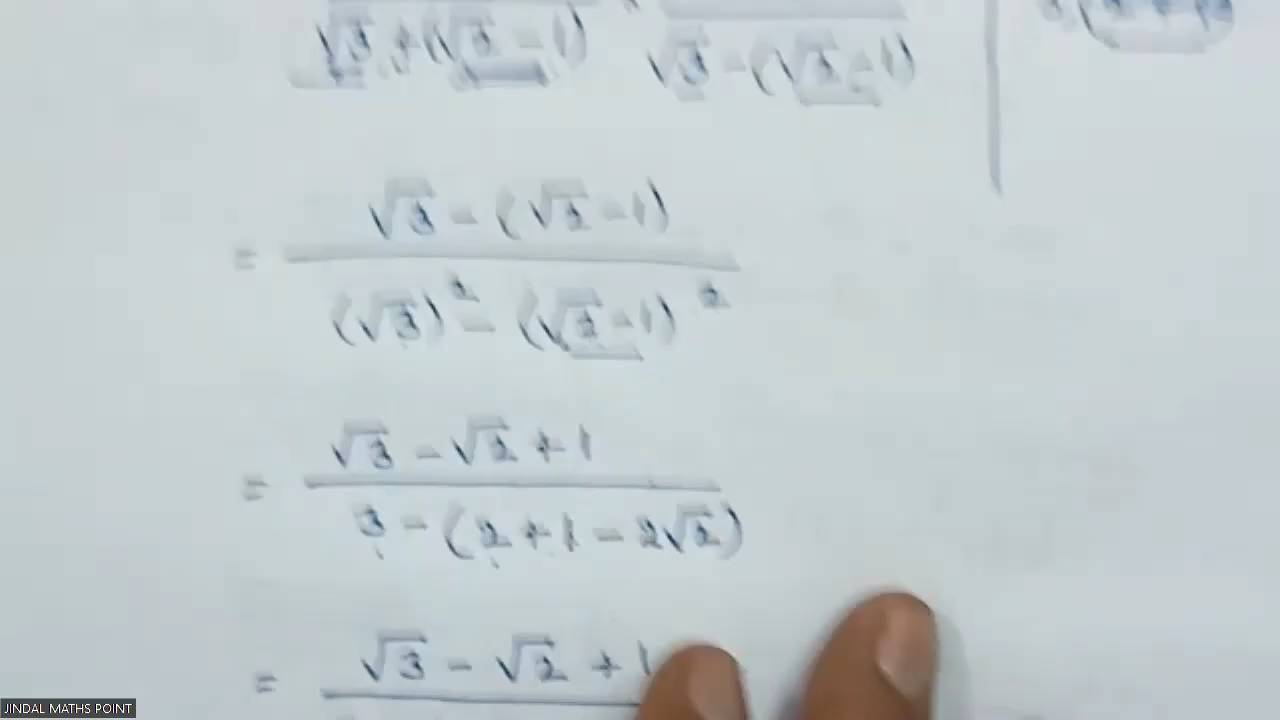 √3 + (√2 - 1) √3 - (√2 - 1)
= √3 - (√2 - 1)
(√3)² - (√2 - 1)²
= √3 - √2 + 1
3 - (2 + 1 - 2√2)
= √3 - √2 + 1
JINDAL MATHS POINT